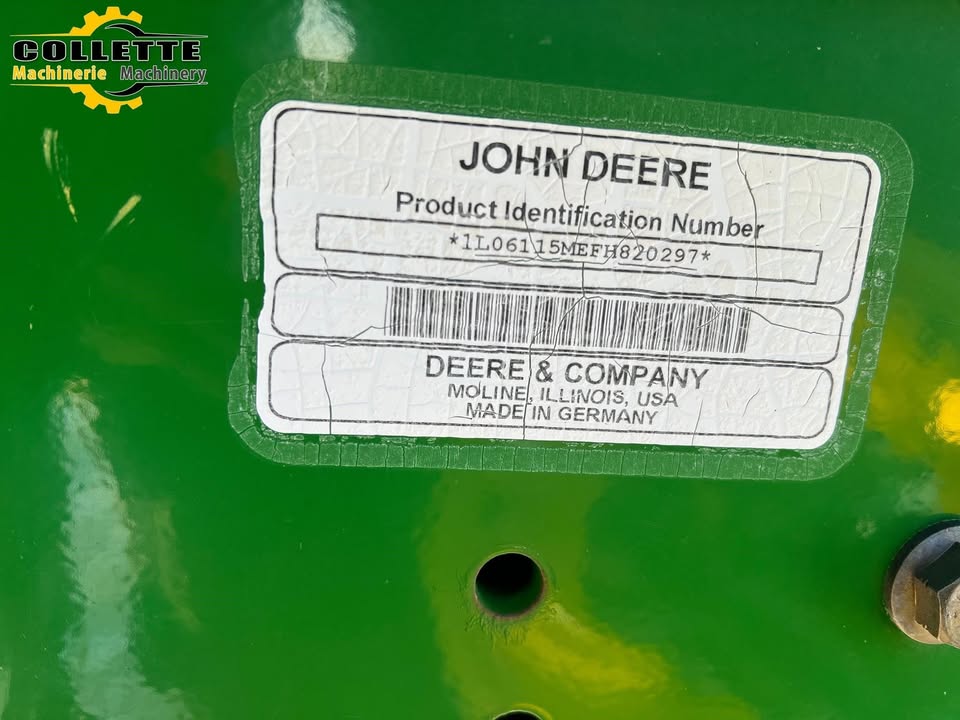 COLLETTE
Machinerie Machinery
JOHN DEERE
Product Identification Number
*1L06115MEFH820297*
DEERE & COMPANY
MOLINE, ILLINOIS, USA
MADE IN GERMANY